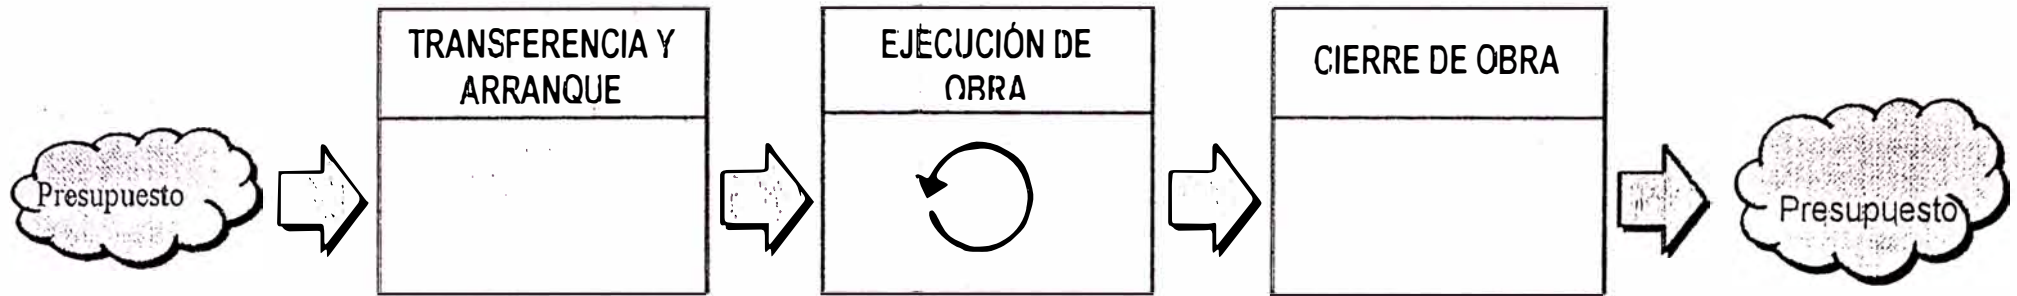 Presupuesto
TRANSFERENCIA Y
ARRANQUE
EJECUCIÓN DE
OBRA
CIERRE DE OBRA
Presupuesto